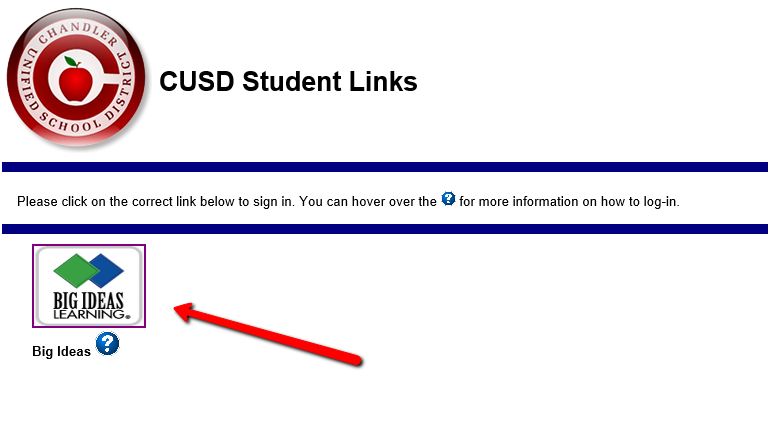 CHANDLER
UNIFIED SCHOOL DISTRICT
CUSD Student Links
Please click on the correct link below to sign in. You can hover over the ? for more information on how to log-in.
BIG IDEAS
LEARNING®
Big Ideas ?